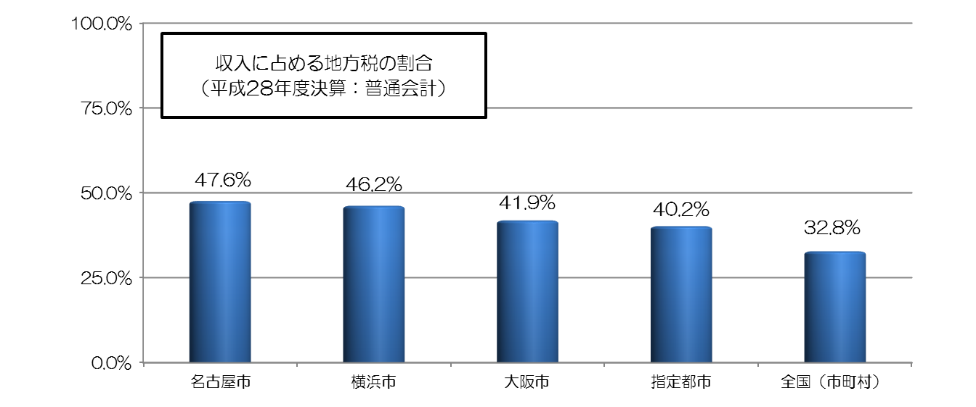 100.0%
収入に占める地方税の割合
（平成28年度決算：普通会計）
75.0%
50.0%
47.6%
46.2%
41.9%
40.2%
32.8%
25.0%
0.0%
名古屋市
横浜市
大阪市
指定都市
全国（市町村）